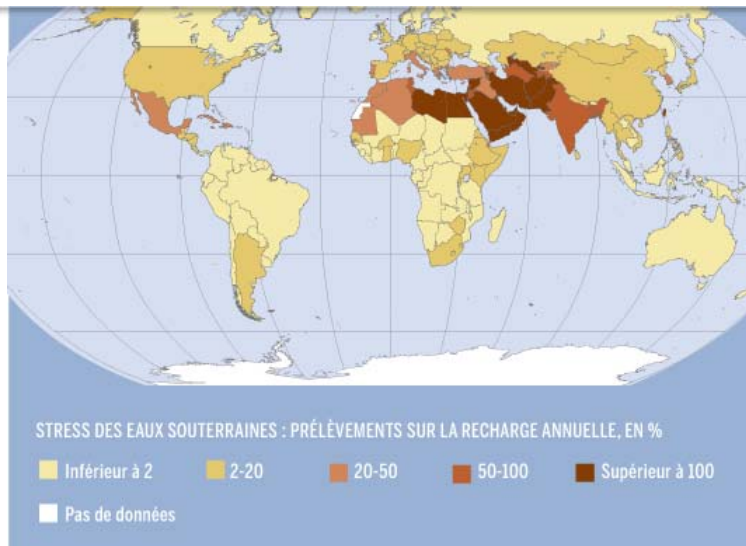 STRESS DES EAUX SOUTERRAINES : PRÉLÈVEMENTS SUR LA RECHARGE ANNUELLE, EN %
Inférieur à 2 2-20 20-50 50-100 Supérieur à 100
Pas de données